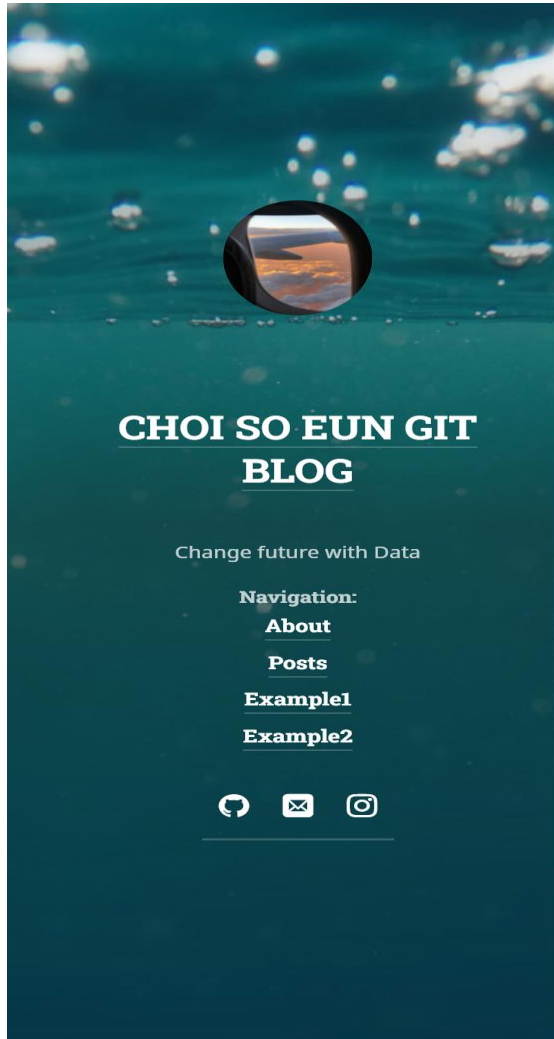 CHOI SO EUN GIT
BLOG
Change future with Data
Navigation:
About
Posts
Example1
Example2